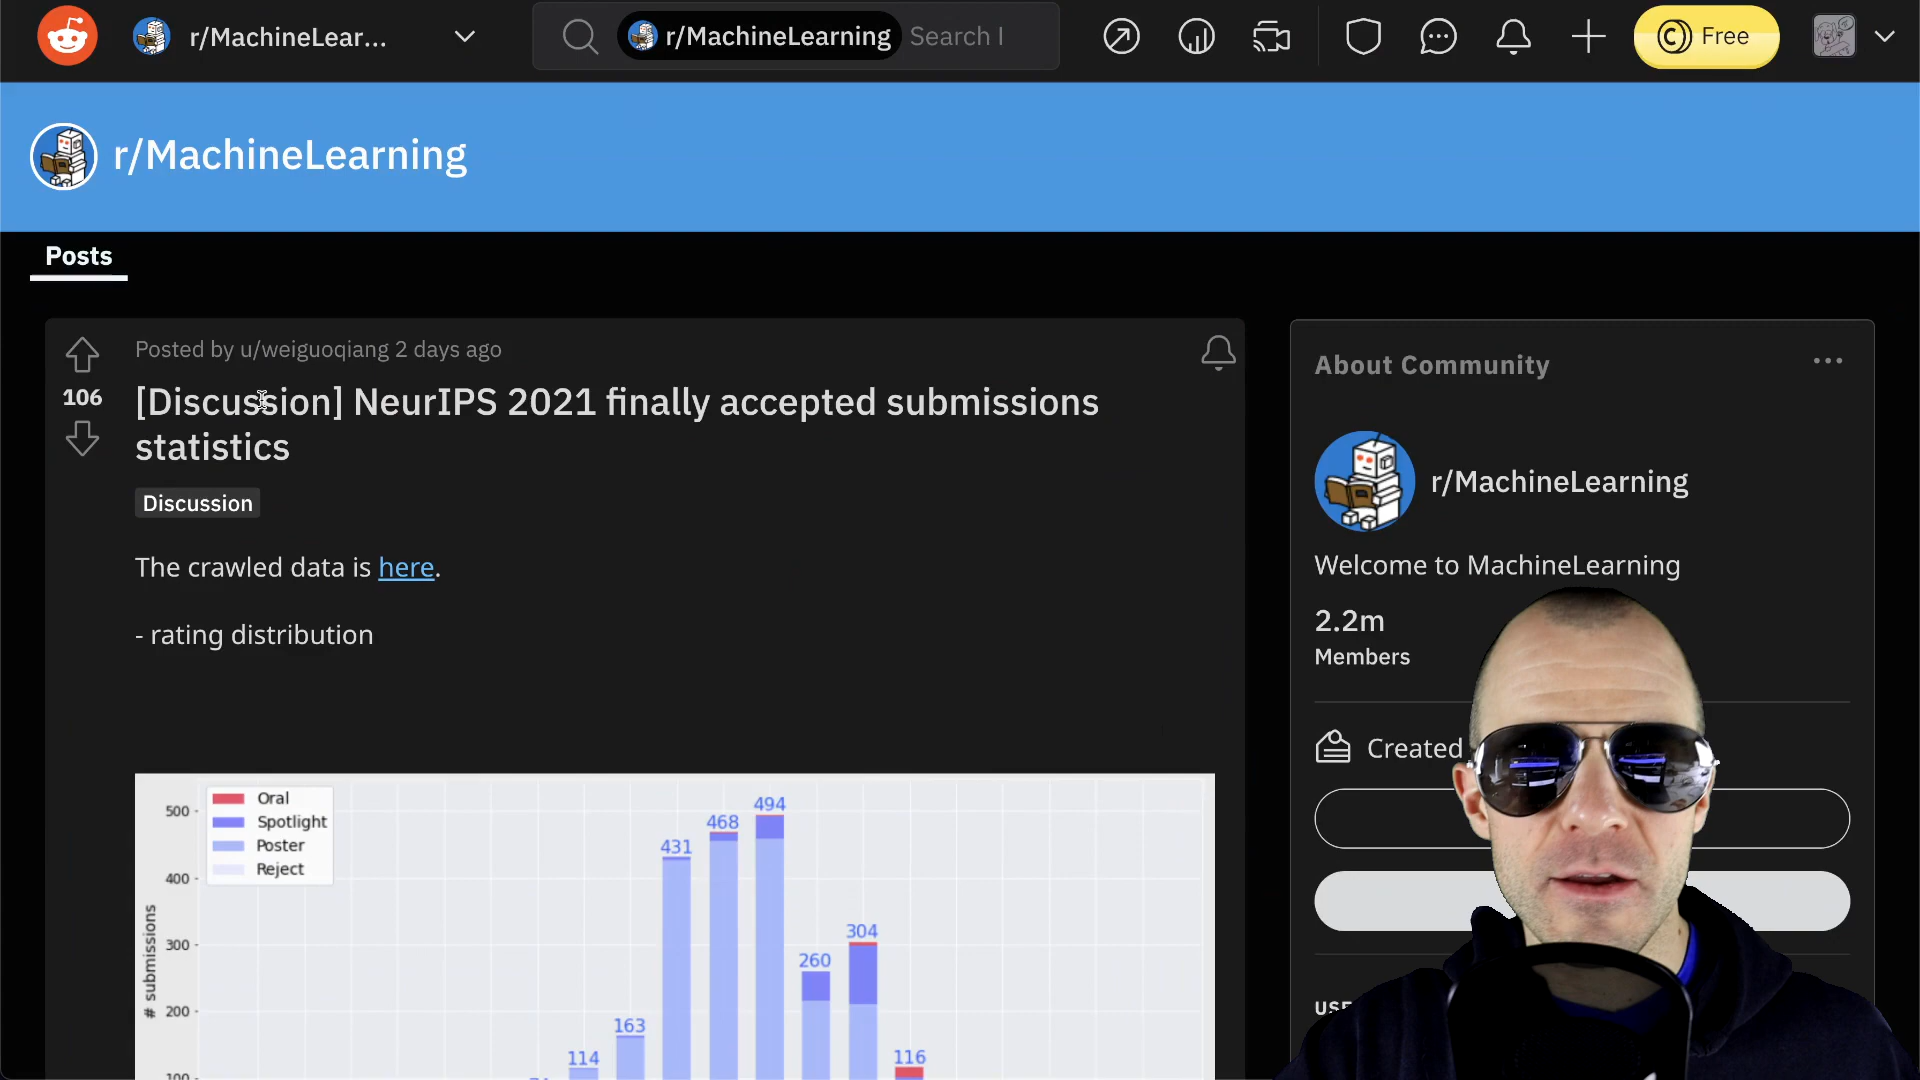 r/MachineLear...
r/MachineLearning
Search
Free
r/MachineLearning
Posts
Posted by u/weiguoqiang 2 days ago
106
[Discussion] NeurIPS 2021 finally accepted submissions
statistics
Discussion
The crawled data is here.
- rating distribution
500
400
300
200
100
# submissions
Oral
Spotlight
Poster
Reject
114
163
431
468
494
260
304
116
About Community
r/MachineLearning
Welcome to MachineLearning
2.2m
Members
Created